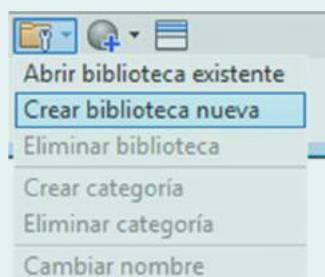 Abrir biblioteca existente
Crear biblioteca nueva
Eliminar biblioteca
Crear categoría
Eliminar categoría
Cambiar nombre